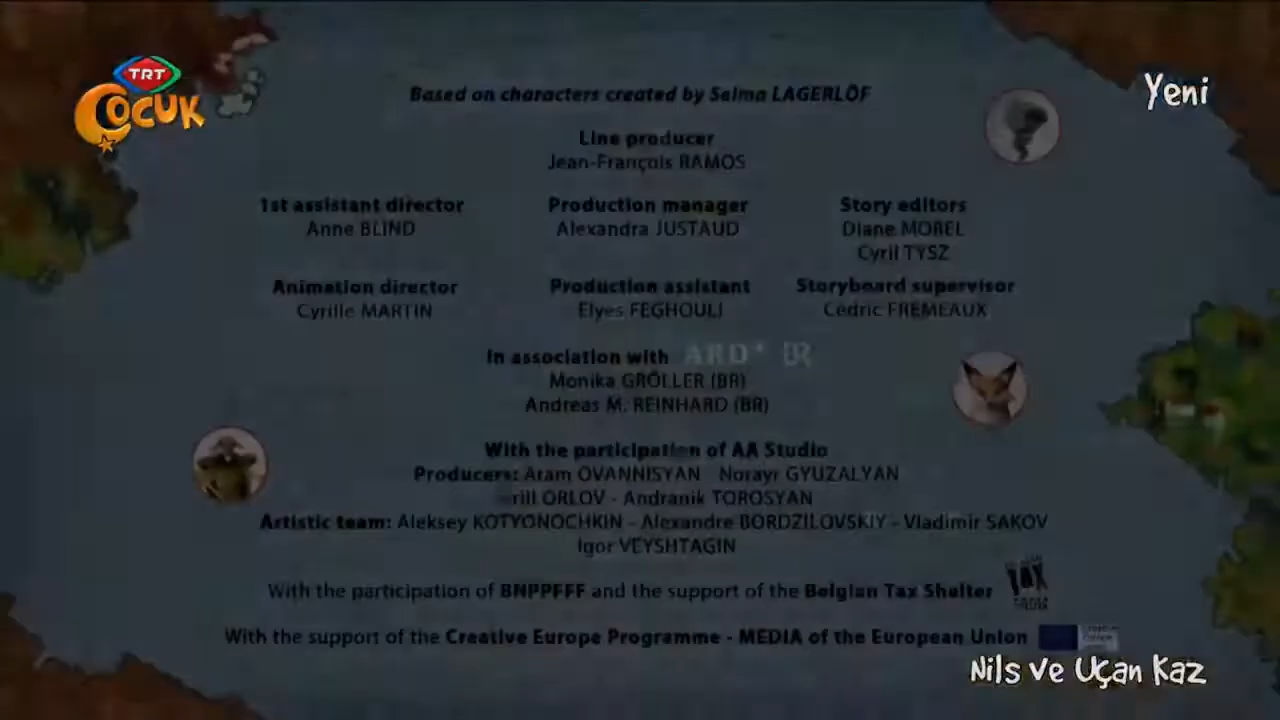 TRT
ÇOCUK
Yeni
Based on characters created by Selma LAGERLÖF
Line producer
Jean-François RAMOS
1st assistant director
Anne BLIND
Production manager
Alexandra JUSTAUD
Story editors
Diane MOREL
Cyril TYSZ
Animation director
Cyrille MARTIN
Production assistant
Elyes FEGHOULI
Storyboard supervisor
Cédric FREMEAUX
In association with ARD BR
Monika GRÖLLER (BR)
Andreas M. REINHARD (BR)
With the participation of AA Studio
Producers: Aram OVANNISYAN - Norayr GYUZALYAN
ORLOV - Andranik TOROSYAN
Artistic team: Aleksey KOTYONOCHKIN - Alexandre BORDZILOVSKIY - Vladimir SAKOV
Igor VEYSHTAGIN
With the participation of BNPPFFF and the support of the Belgian Tax Shelter
TAX
With the support of the Creative Europe Programme - MEDIA of the European Union
Nils ve Uçan Kaz